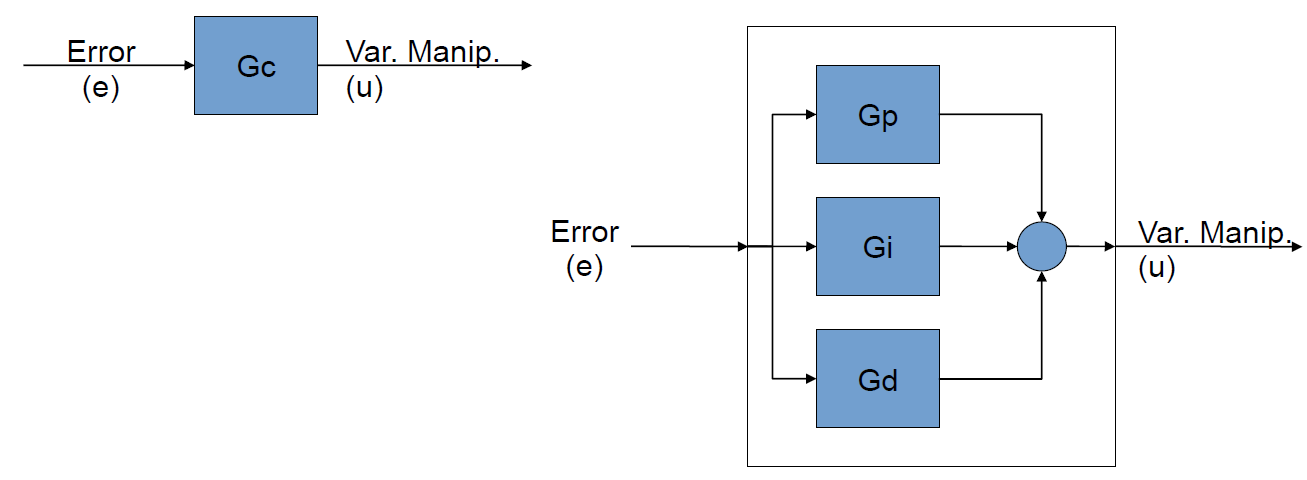 Error
(e)
Gc
Var. Manip.
(u)
Gp
Error
(e)
Gi
Var. Manip.
(u)
Gd